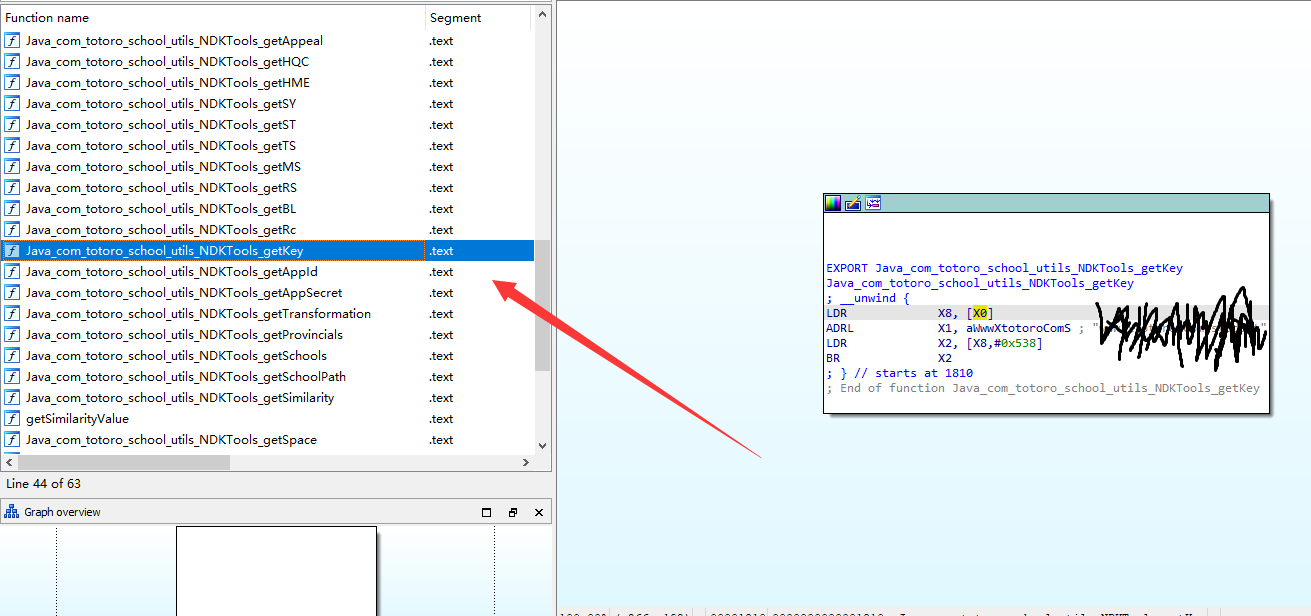 Function name Segment
Java_com_totoro_school_utils_NDKTools_getAppeal .text
Java_com_totoro_school_utils_NDKTools_getHQC .text
Java_com_totoro_school_utils_NDKTools_getHME .text
Java_com_totoro_school_utils_NDKTools_getSY .text
Java_com_totoro_school_utils_NDKTools_getST .text
Java_com_totoro_school_utils_NDKTools_getTS .text
Java_com_totoro_school_utils_NDKTools_getMS .text
Java_com_totoro_school_utils_NDKTools_getRS .text
Java_com_totoro_school_utils_NDKTools_getBL .text
Java_com_totoro_school_utils_NDKTools_getRc .text
Java_com_totoro_school_utils_NDKTools_getKey .text
Java_com_totoro_school_utils_NDKTools_getAppId .text
Java_com_totoro_school_utils_NDKTools_getAppSecret .text
Java_com_totoro_school_utils_NDKTools_getTransformation .text
Java_com_totoro_school_utils_NDKTools_getProvincials .text
Java_com_totoro_school_utils_NDKTools_getSchools .text
Java_com_totoro_school_utils_NDKTools_getSchoolPath .text
Java_com_totoro_school_utils_NDKTools_getSimilarity .text
getSimilarityValue .text
Java_com_totoro_school_utils_NDKTools_getSpace .text
Line 44 of 63
Graph overview
EXPORT Java_com_totoro_school_utils_NDKTools_getKey
Java_com_totoro_school_utils_NDKTools_getKey
; __unwind {
LDR X8, [X0]
ADRL X1, aWwwXtotoroComS ; "
LDR X2, [X8,#0x538]
BR X2
; } // starts at 1810
; End of function Java_com_totoro_school_utils_NDKTools_getKey